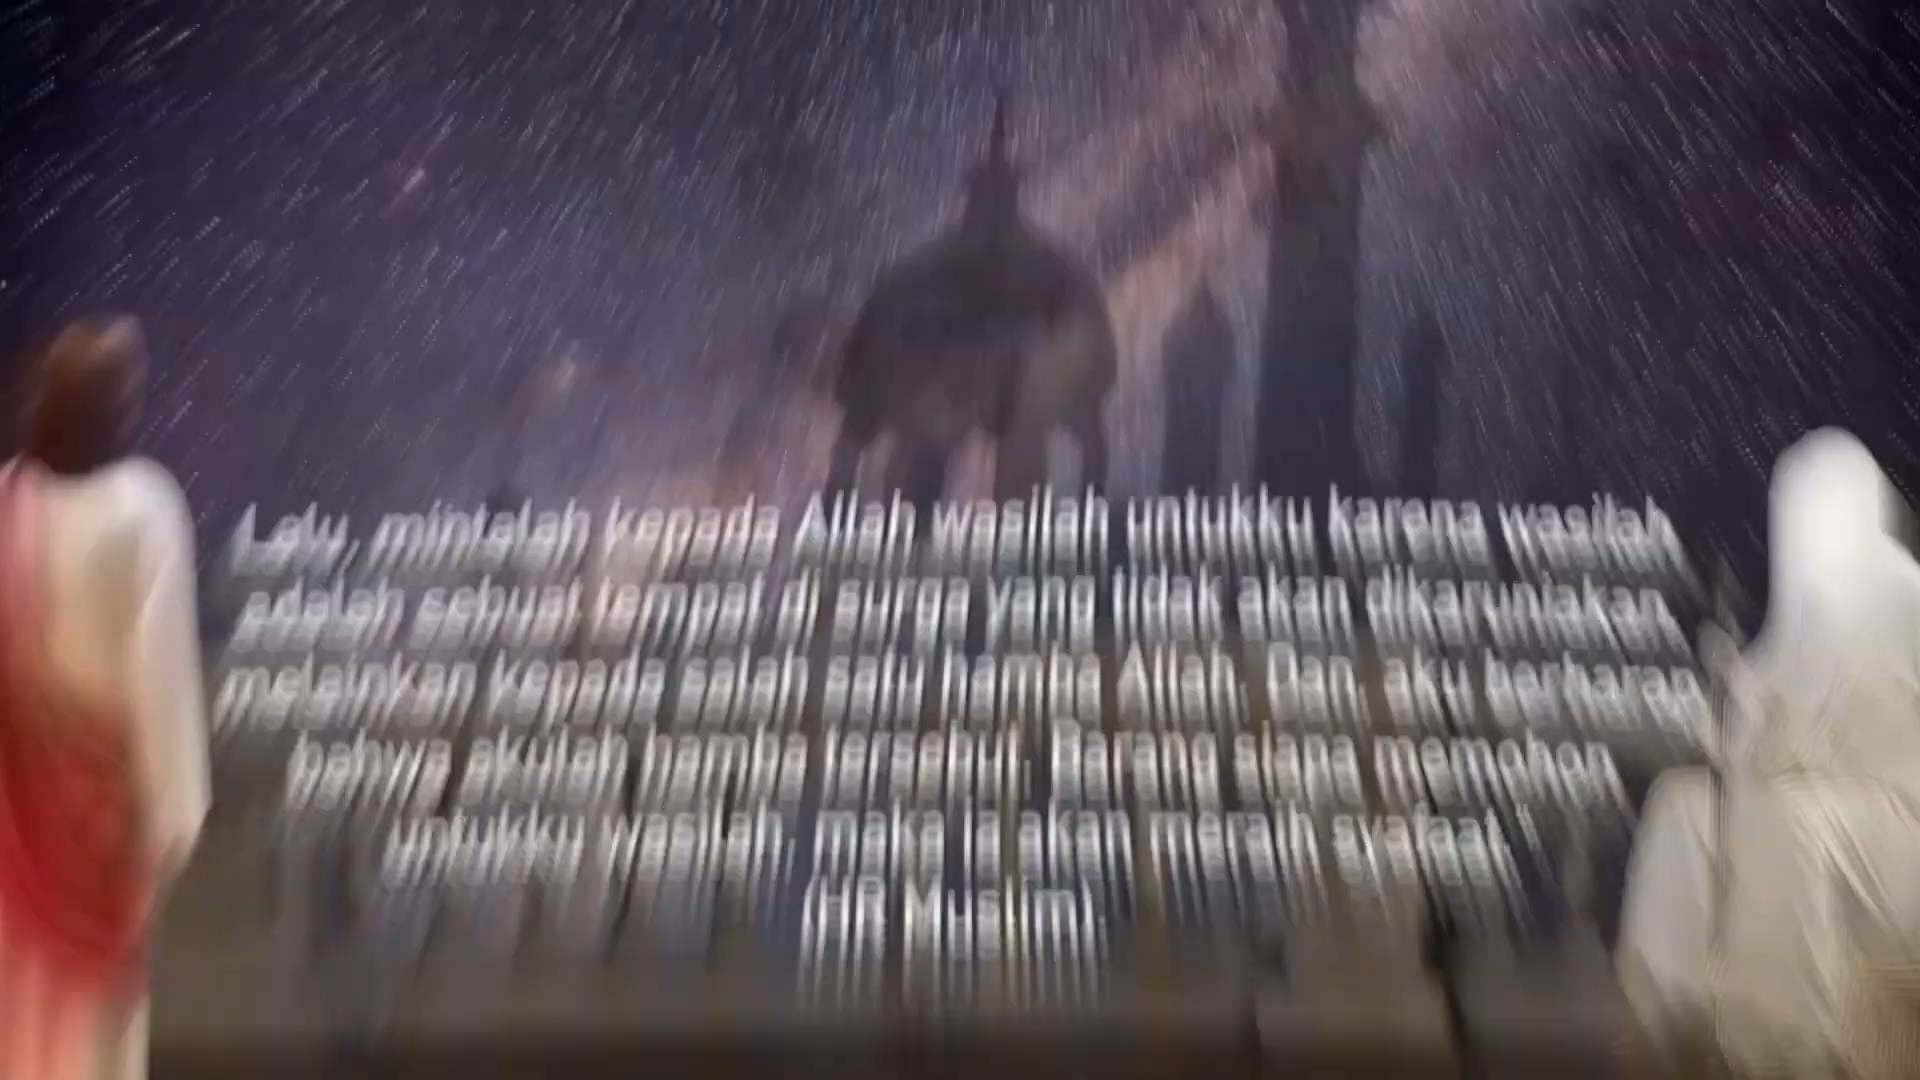 Lalu, mintalah kepada Allah wasilah untukku karena wasilah
adalah sebuat tempat di surga yang tidak akan dikaruniakan
melainkan kepada salah satu hamba Allah. Dan, aku berharap
bahwa akulah hamba tersebut. Barang siapa memohon
untukku wasilah, maka ia akan meraih syafaat.
(HR Muslim).